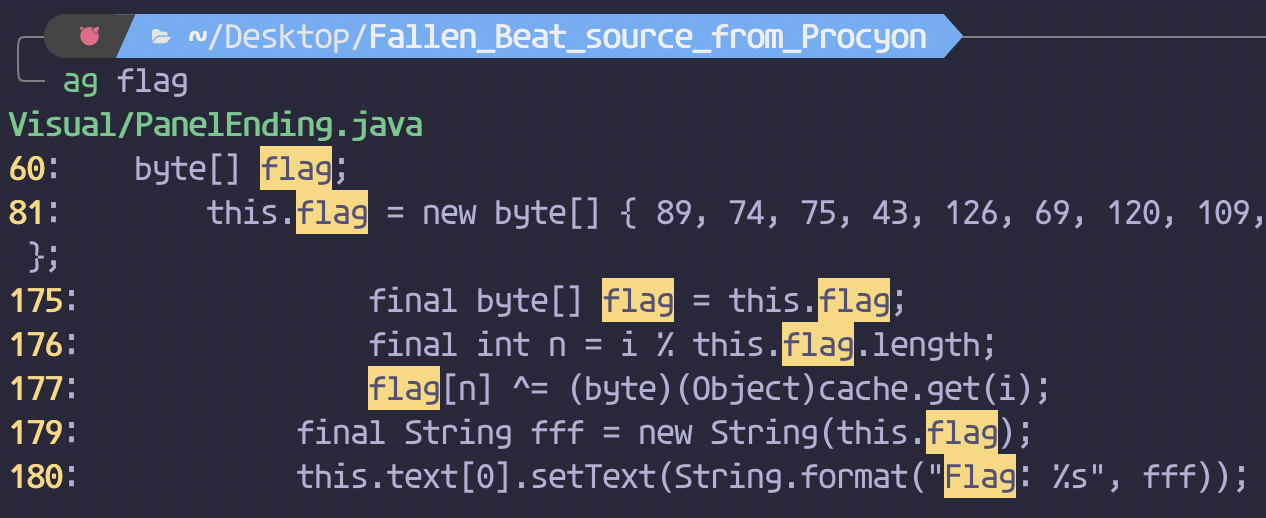 ~/Desktop/Fallen_Beat_source_from_Procyon
ag flag
Visual/PanelEnding.java
60:    byte[] flag;
81:        this.flag = new byte[] { 89, 74, 75, 43, 126, 69, 120, 109,
 };
175:                final byte[] flag = this.flag;
176:                final int n = i % this.flag.length;
177:                flag[n] ^= (byte)(Object)cache.get(i);
179:            final String fff = new String(this.flag);
180:            this.text[0].setText(String.format("Flag: %s", fff));